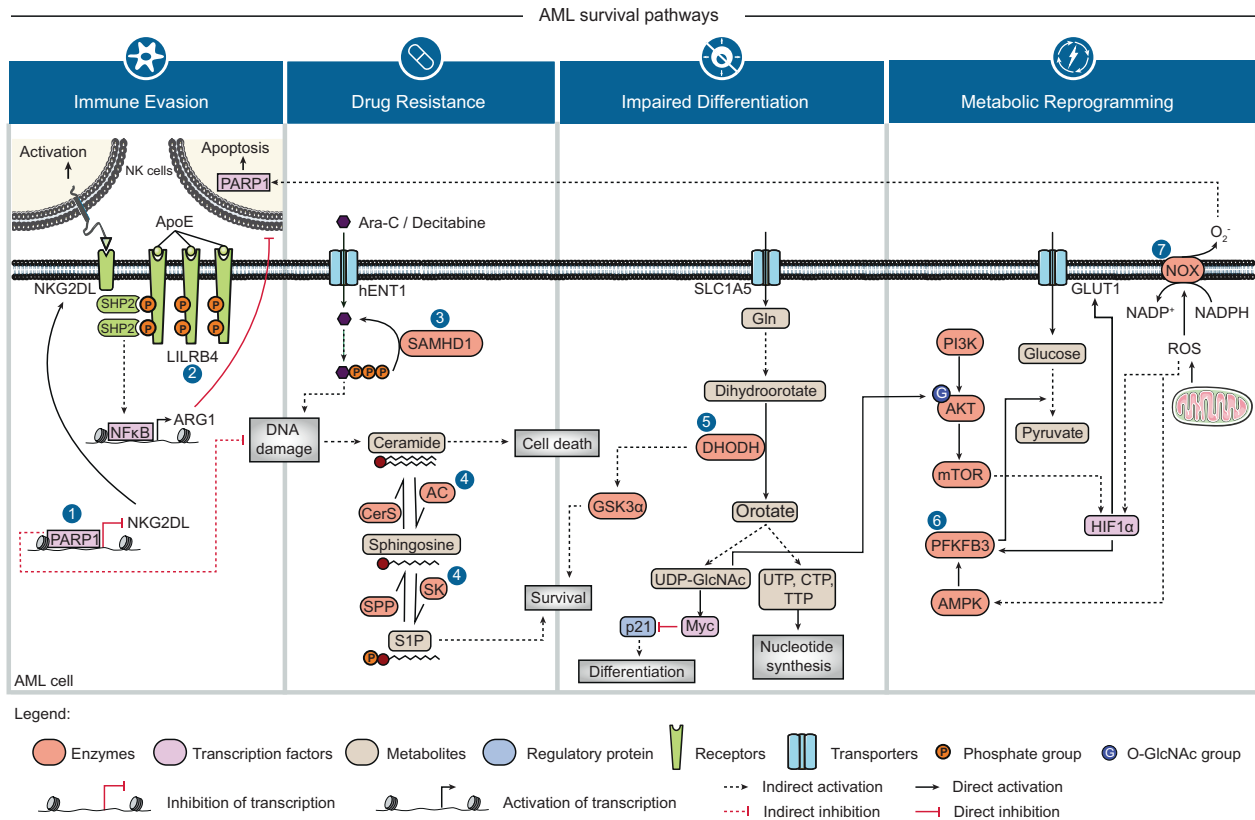 AML survival pathways
Immune Evasion
Drug Resistance
Impaired Differentiation
Metabolic Reprogramming
Activation
NK cells
Apoptosis
PARP1
ApoE
NKG2DL
SHP2
SHP2
P P P
P P P
LILRB4
2
NFκB
ARG1
1
PARP1
NKG2DL
AML cell
Ara-C / Decitabine
hENT1
3
SAMHD1
P P P
DNA
damage
Ceramide
Cell death
4
AC
CerS
Sphingosine
4
SK
SPP
S1P
P
Survival
SLC1A5
Gln
Dihydroorotate
5
DHODH
GSK3α
Orotate
UDP-GlcNAc
UTP, CTP,
TTP
p21
Myc
Differentiation
Nucleotide
synthesis
O2-
7
NOX
GLUT1
NADP+
NADPH
PI3K
Glucose
ROS
G
AKT
Pyruvate
mTOR
6
HIF1α
PFKFB3
AMPK
Legend:
Enzymes
Transcription factors
Metabolites
Regulatory protein
Receptors
Transporters
P
Phosphate group
G
O-GlcNAc group
Inhibition of transcription
Activation of transcription
Indirect activation
Direct activation
Indirect inhibition
Direct inhibition